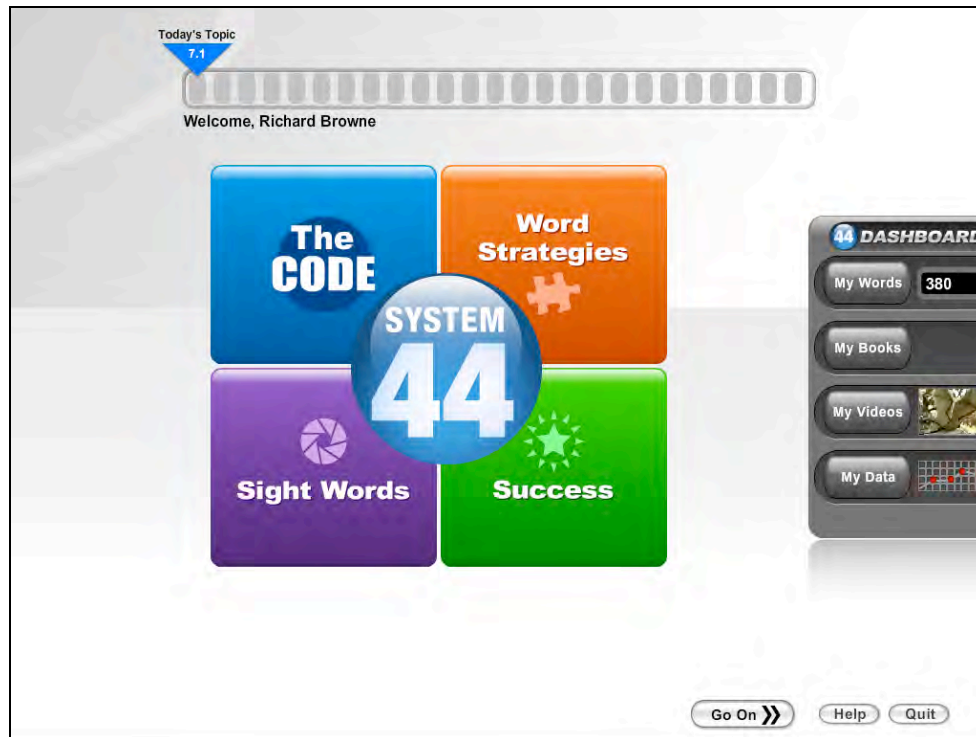 Today's Topic
7.1
Welcome, Richard Browne
The
CODE
Word
Strategies
SYSTEM
44
Sight Words
Success
44 DASHBOARD
My Words 380
My Books
My Videos
My Data
Go On
Help
Quit